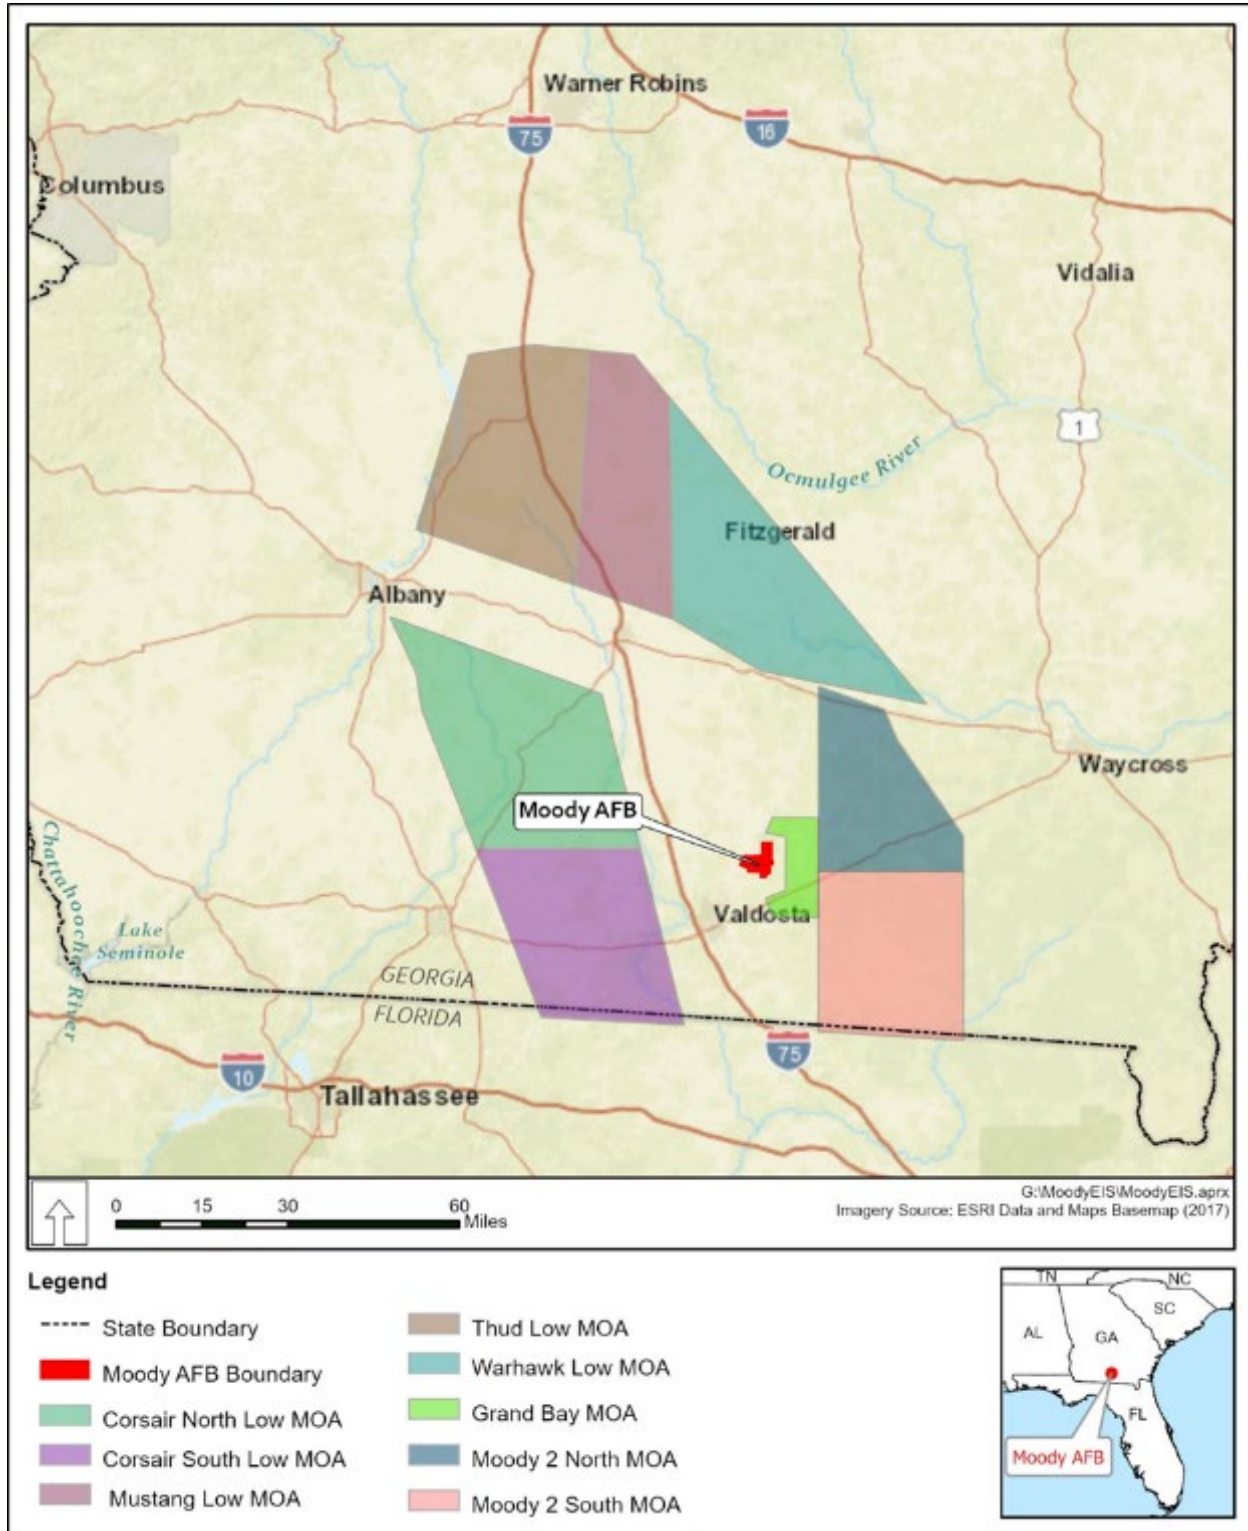 Warner Robins
75
16
Columbus
Vidalia
1
Ocmulgee River
Fitzgerald
Albany
Waycross
Moody AFB
Valdosta
Chattahoochee River
Lake
Seminole
GEORGIA
FLORIDA
75
10
Tallahassee
0 15 30 60
Miles
G:\MoodyEIS\MoodyEIS.aprx
Imagery Source: ESRI Data and Maps Basemap (2017)
Legend
State Boundary
Moody AFB Boundary
Corsair North Low MOA
Corsair South Low MOA
Mustang Low MOA
Thud Low MOA
Warhawk Low MOA
Grand Bay MOA
Moody 2 North MOA
Moody 2 South MOA
TN
NC
SC
AL
GA
FL
Moody AFB